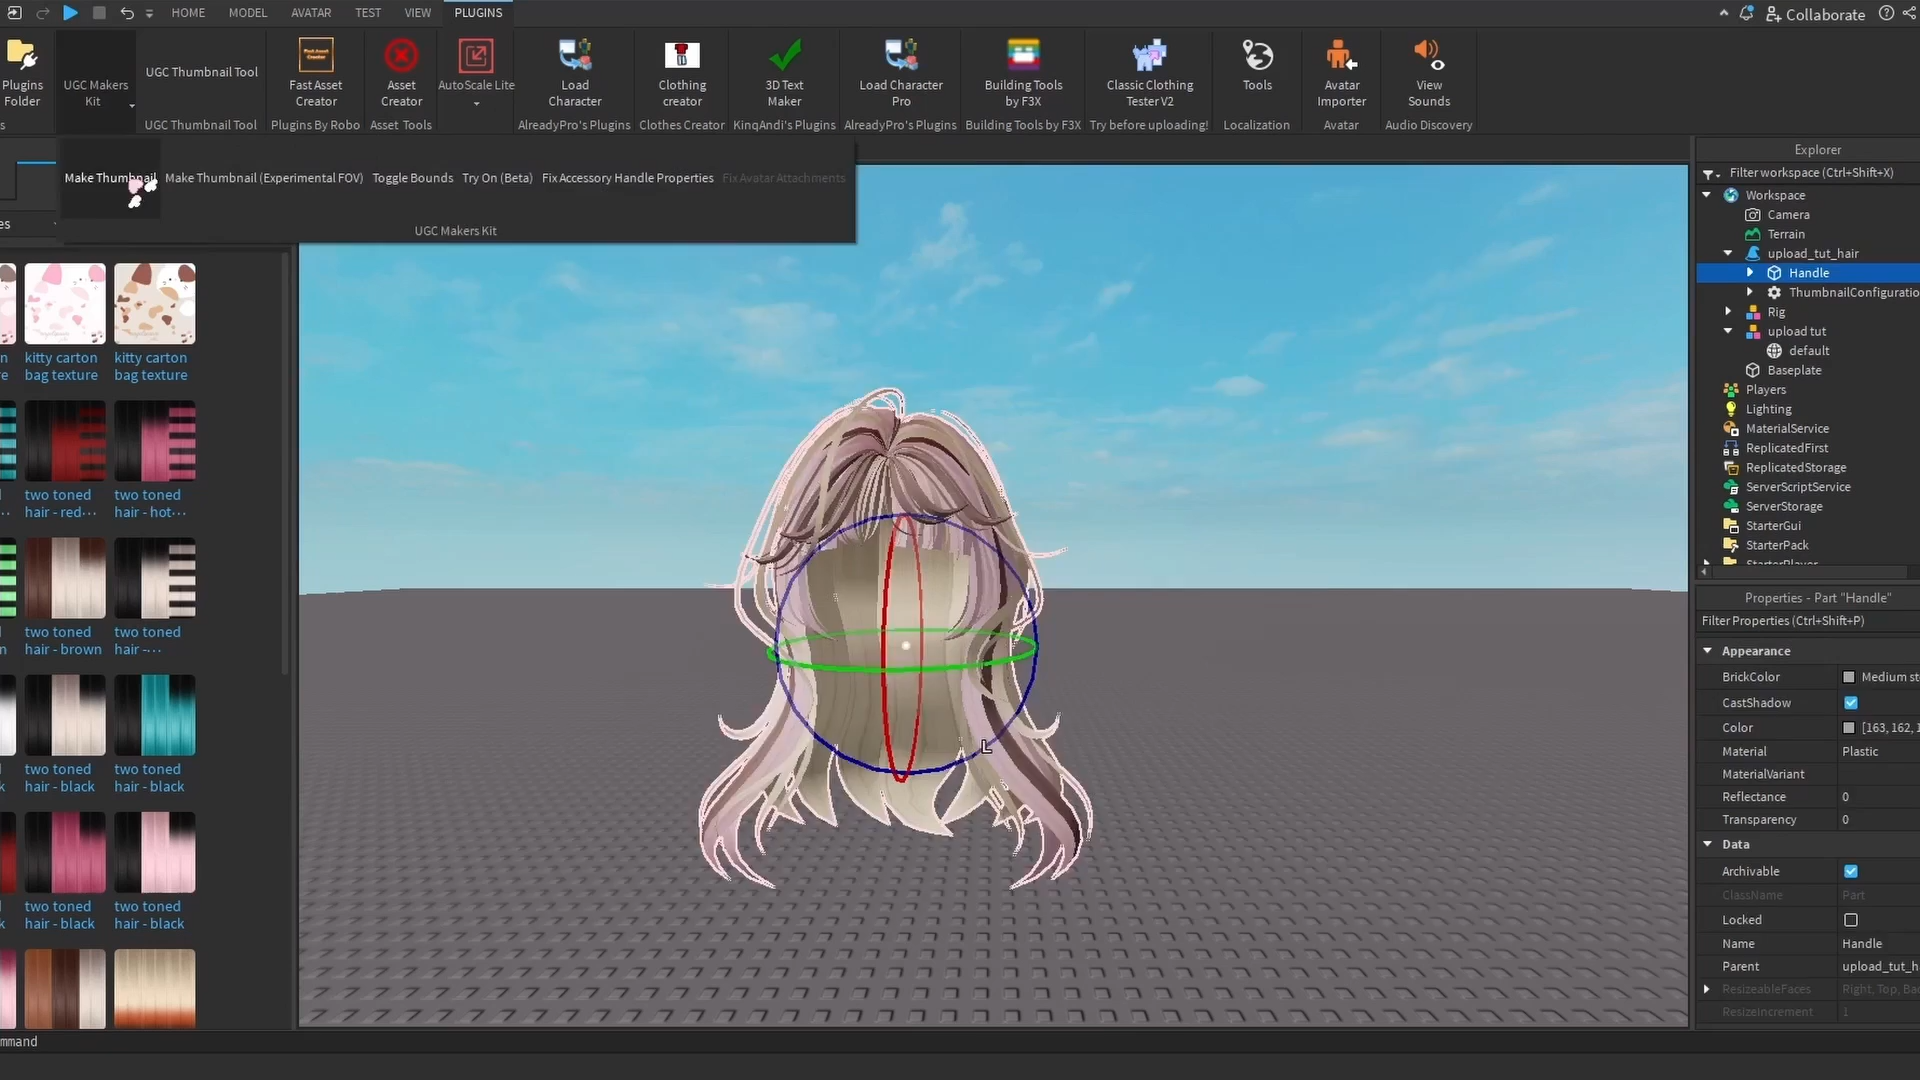 HOME MODEL AVATAR TEST VIEW PLUGINS Collaborate
Plugins Folder
UGC Makers Kit
UGC Thumbnail Tool
Fast Asset Creator
Asset Creator
AutoScale Lite
Load Character
Clothing creator
3D Text Maker
Load Character Pro
Building Tools by F3X
Classic Clothing Tester V2
Tools
Avatar Importer
View Sounds
s UGC Thumbnail Tool Plugins By Robo Asset Tools AlreadyPro's Plugins Clothes Creator KinqAndi's Plugins AlreadyPro's Plugins Building Tools by F3X Try before uploading! Localization Avatar Audio Discovery
Make Thumbnail Make Thumbnail (Experimental FOV) Toggle Bounds Try On (Beta) Fix Accessory Handle Properties Fix Avatar Attachments
UGC Makers Kit
es
kitty carton bag texture
kitty carton bag texture
two toned hair - red...
two toned hair - hot...
two toned hair - brown
two toned hair -...
two toned hair - black
two toned hair - black
two toned hair - black
two toned hair - black
mmand
L
Explorer
Filter workspace (Ctrl+Shift+X)
Workspace
Camera
Terrain
upload_tut_hair
Handle
ThumbnailConfiguratio
Rig
upload tut
default
Baseplate
Players
Lighting
MaterialService
ReplicatedFirst
ReplicatedStorage
ServerScriptService
ServerStorage
StarterGui
StarterPack
StarterPlayer
Properties - Part "Handle"
Filter Properties (Ctrl+Shift+P)
Appearance
BrickColor Medium st
CastShadow
Color [163, 162, 1
Material Plastic
MaterialVariant
Reflectance 0
Transparency 0
Data
Archivable
ClassName Part
Locked
Name Handle
Parent upload_tut_h
ResizeableFaces Right, Top, Bac
ResizeIncrement 1